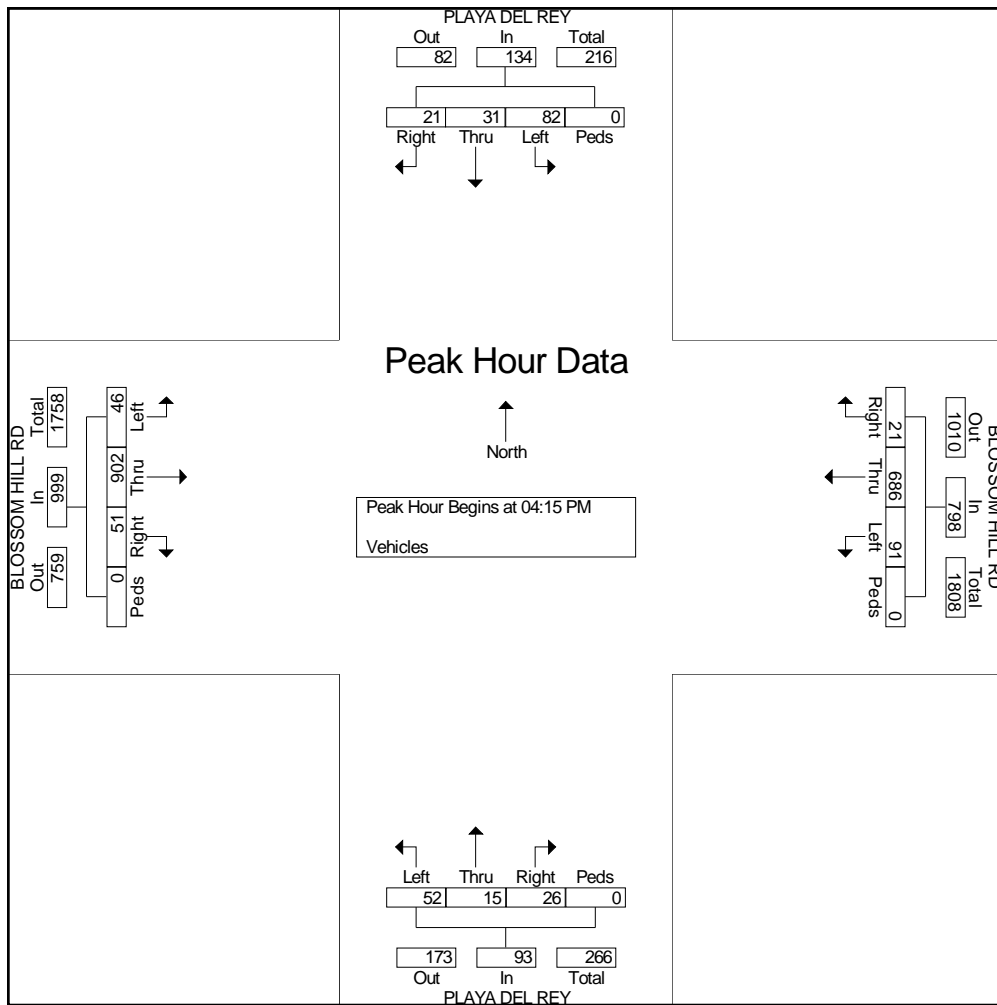 PLAYA DEL REY
Out In Total
82 134 216
21 31 82 0
Right Thru Left Peds
Peak Hour Data
North
Peak Hour Begins at 04:15 PM
Vehicles
BLOSSOM HILL RD
Total In Out
1758 999 759
46 902 51 0
Left Thru Right Peds
BLOSSOM HILL RD
Out In Total
1010 798 1808
21 686 91 0
Right Thru Left Peds
Left Thru Right Peds
52 15 26 0
173 93 266
Out In Total
PLAYA DEL REY